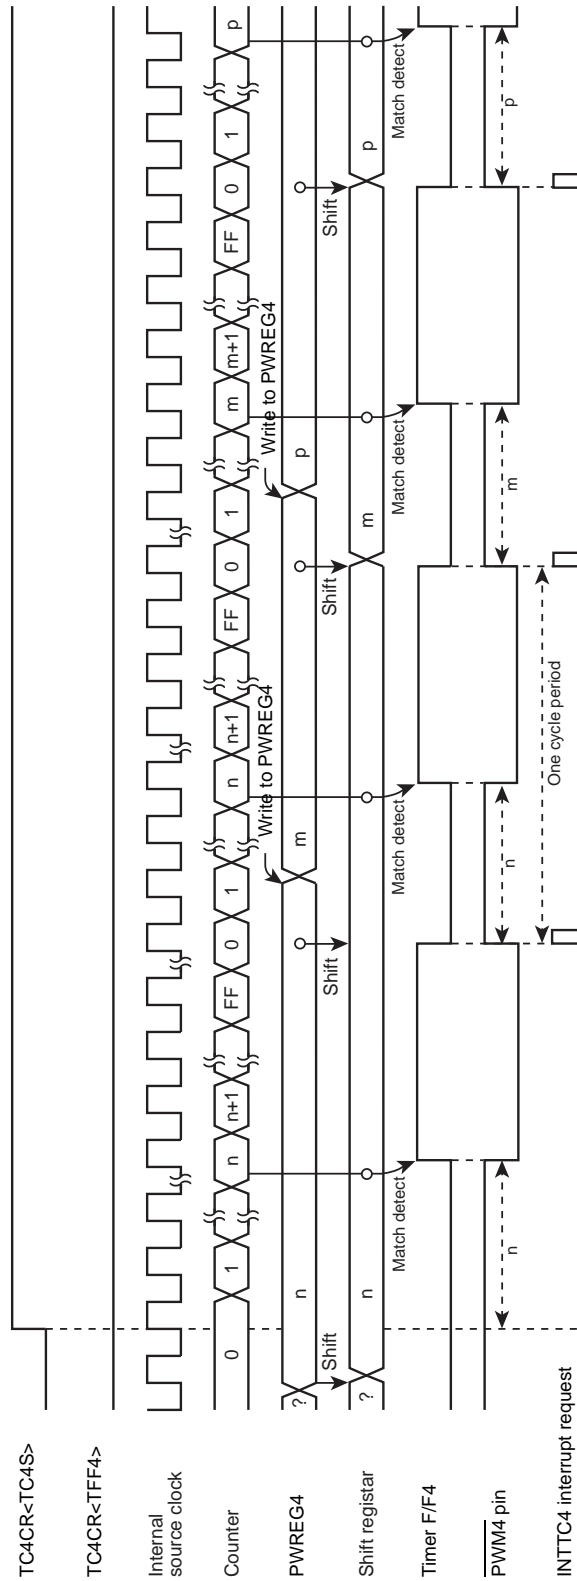 TC4CR<TC4S>
TC4CR<TFF4>
Internal
source clock
Counter
0 1 n n+1 FF 0 1 n n+1 FF 0 1 m m+1 FF 0 1 p
Write to PWREG4
Write to PWREG4
PWREG4
? n m p
Shift
Shift
Shift
Shift
Shift registar
? n m p
Match detect
Match detect
Match detect
Match detect
Timer F/F4
PWM4 pin
n n m p
One cycle period
INTTC4 interrupt request